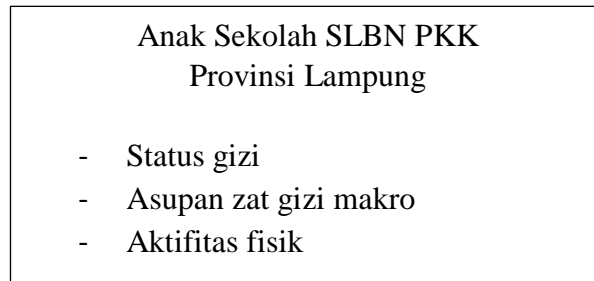 Anak Sekolah SLBN PKK
Provinsi Lampung
- Status gizi
- Asupan zat gizi makro
- Aktifitas fisik